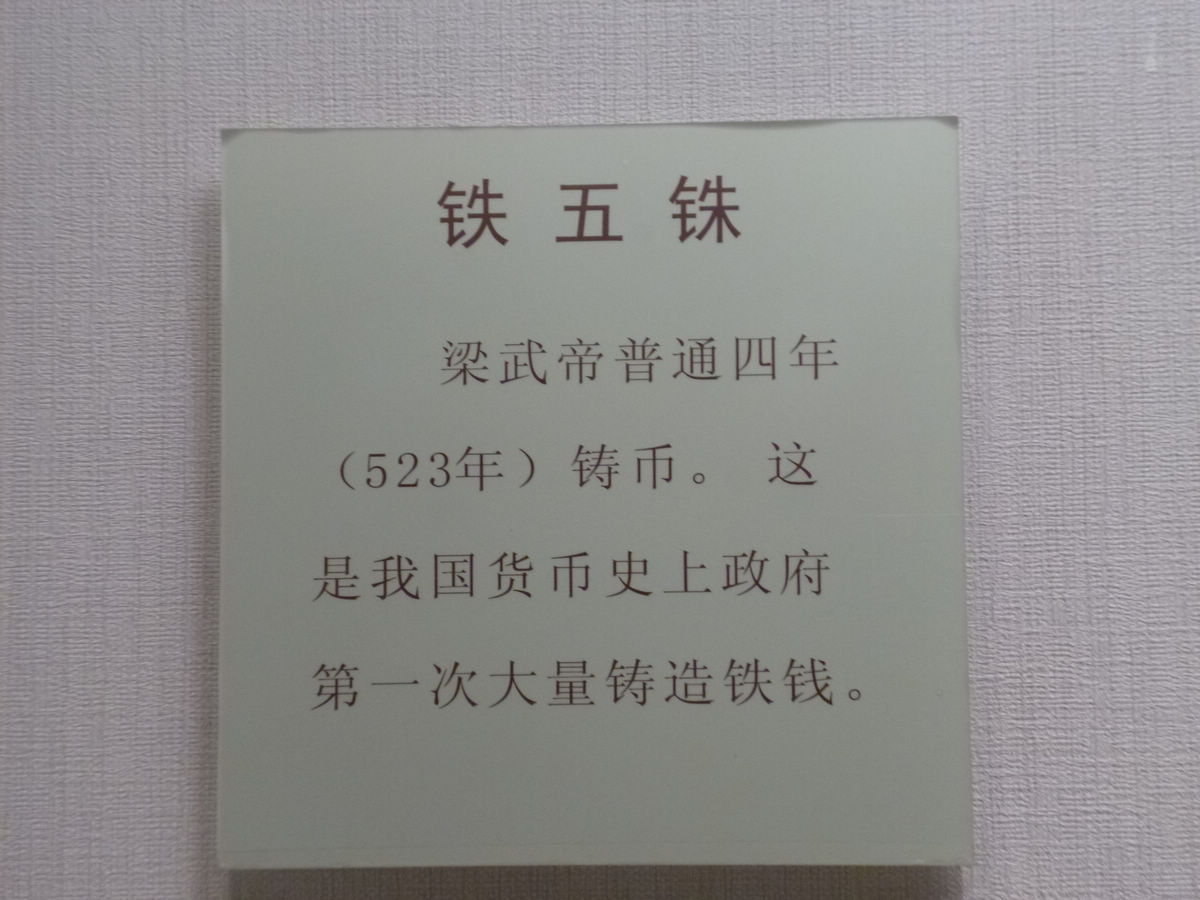 铁五铢
梁武帝普通四年
（523年）铸币。 这
是我国货币史上政府
第一次大量铸造铁钱。